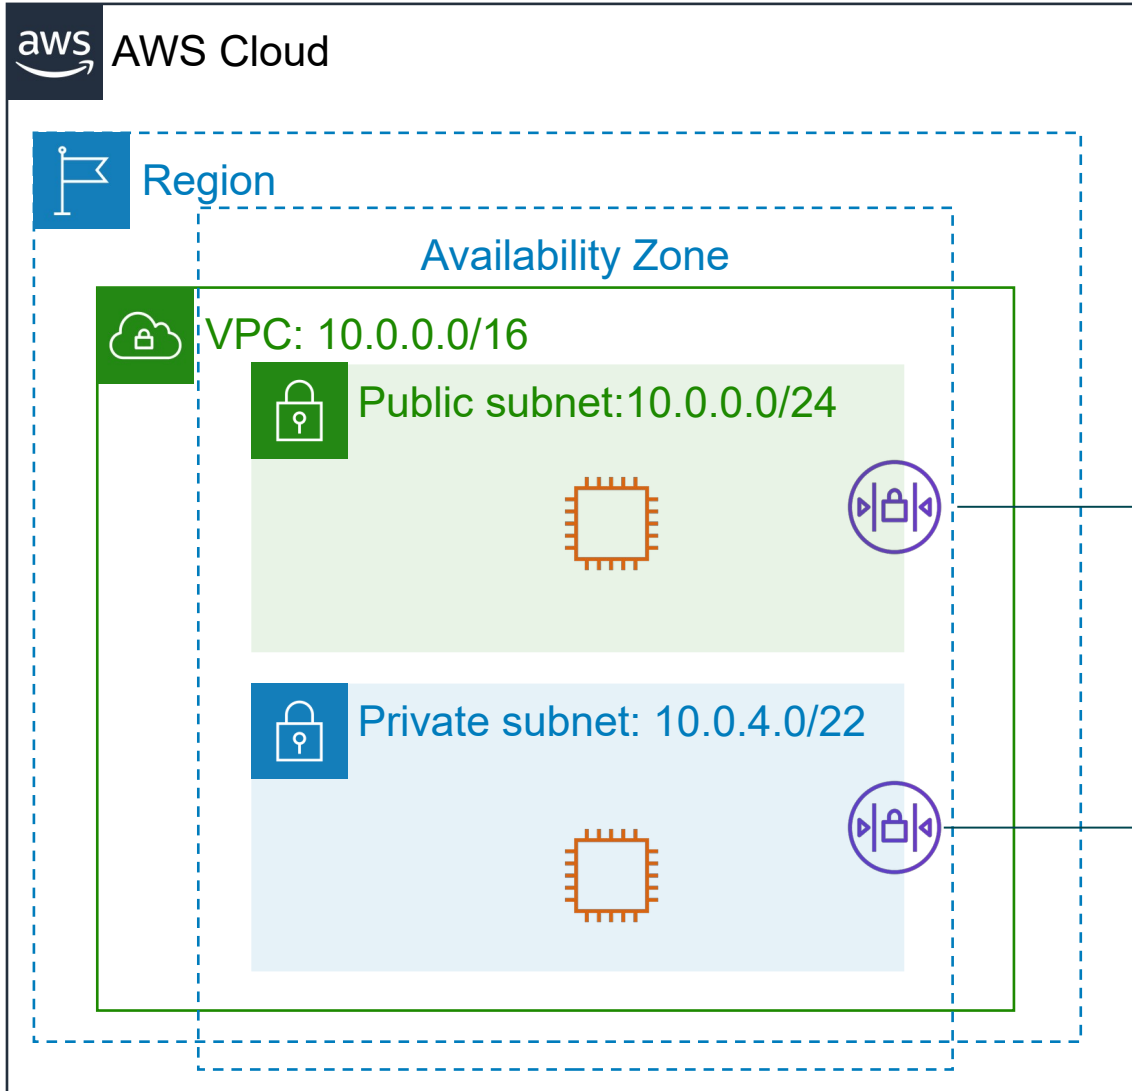 aws
AWS Cloud
Region
Availability Zone
VPC: 10.0.0.0/16
Public subnet:10.0.0.0/24
Private subnet: 10.0.4.0/22